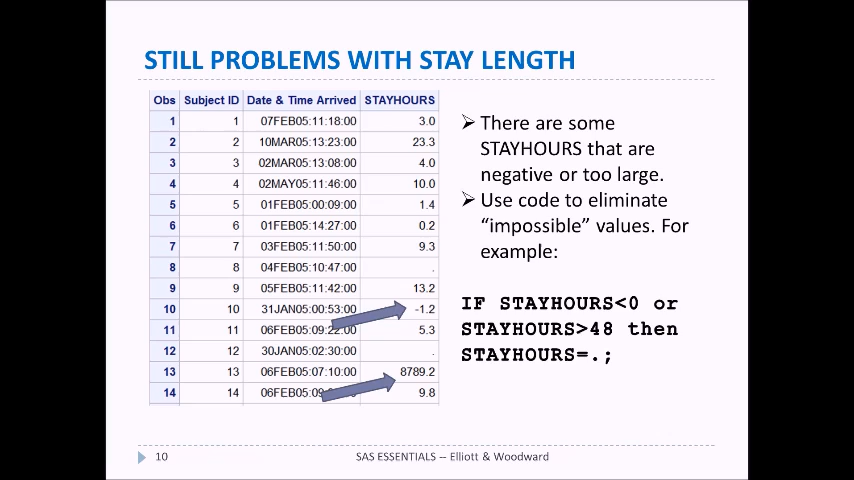 STILL PROBLEMS WITH STAY LENGTH
Obs Subject ID Date & Time Arrived STAYHOURS
1 1 07FEB05:11:18:00 3.0
2 2 10MAR05:13:23:00 23.3
3 3 02MAR05:13:08:00 4.0
4 4 02MAY05:11:46:00 10.0
5 5 01FEB05:00:09:00 1.4
6 6 01FEB05:14:27:00 0.2
7 7 03FEB05:11:50:00 9.3
8 8 04FEB05:10:47:00 .
9 9 05FEB05:11:42:00 13.2
10 10 31JAN05:00:53:00 -1.2
11 11 06FEB05:09:22:00 5.3
12 12 30JAN05:02:30:00 .
13 13 06FEB05:07:10:00 8789.2
14 14 9.8
➢ There are some
STAYHOURS that are
negative or too large.
➢ Use code to eliminate
“impossible” values. For
example:
IF STAYHOURS<0 or
STAYHOURS>48 then
STAYHOURS=.;
10
SAS ESSENTIALS -- Elliott & Woodward